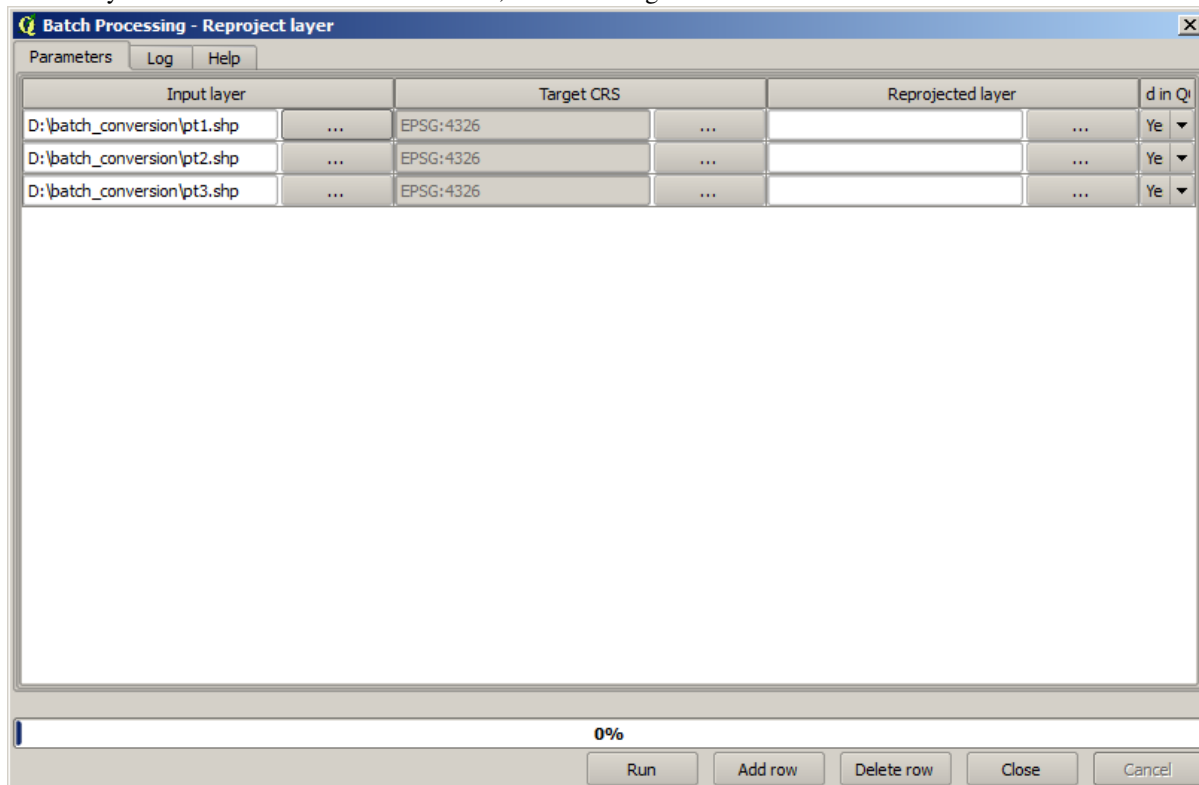 Batch Processing - Reproject layer
Parameters Log Help
Input layer Target CRS Reprojected layer d in Q
D:\batch_conversion\pt1.shp ... EPSG:4326 ... ... Ye
D:\batch_conversion\pt2.shp ... EPSG:4326 ... ... Ye
D:\batch_conversion\pt3.shp ... EPSG:4326 ... ... Ye
0%
Run Add row Delete row Close Cancel